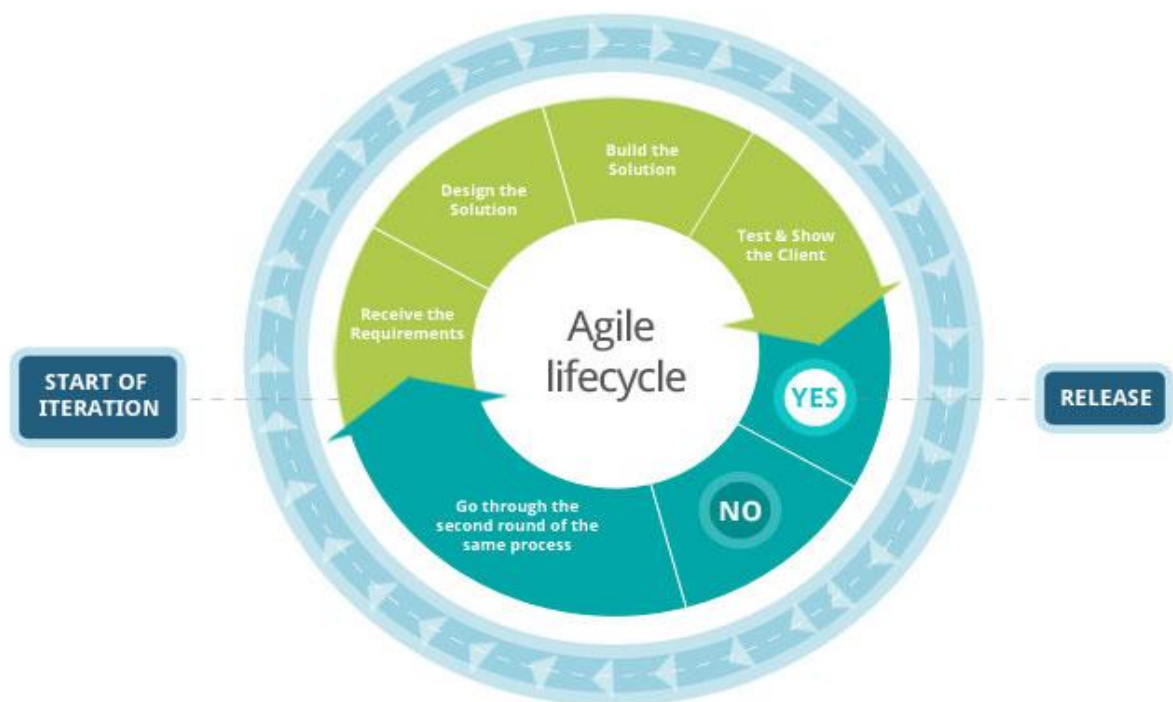 Build the
Solution
Design the
Solution
Test & Show
the Client
Receive the
Requirements
Agile
lifecycle
START OF
ITERATION
YES
RELEASE
NO
Go through the
second round of the
same process